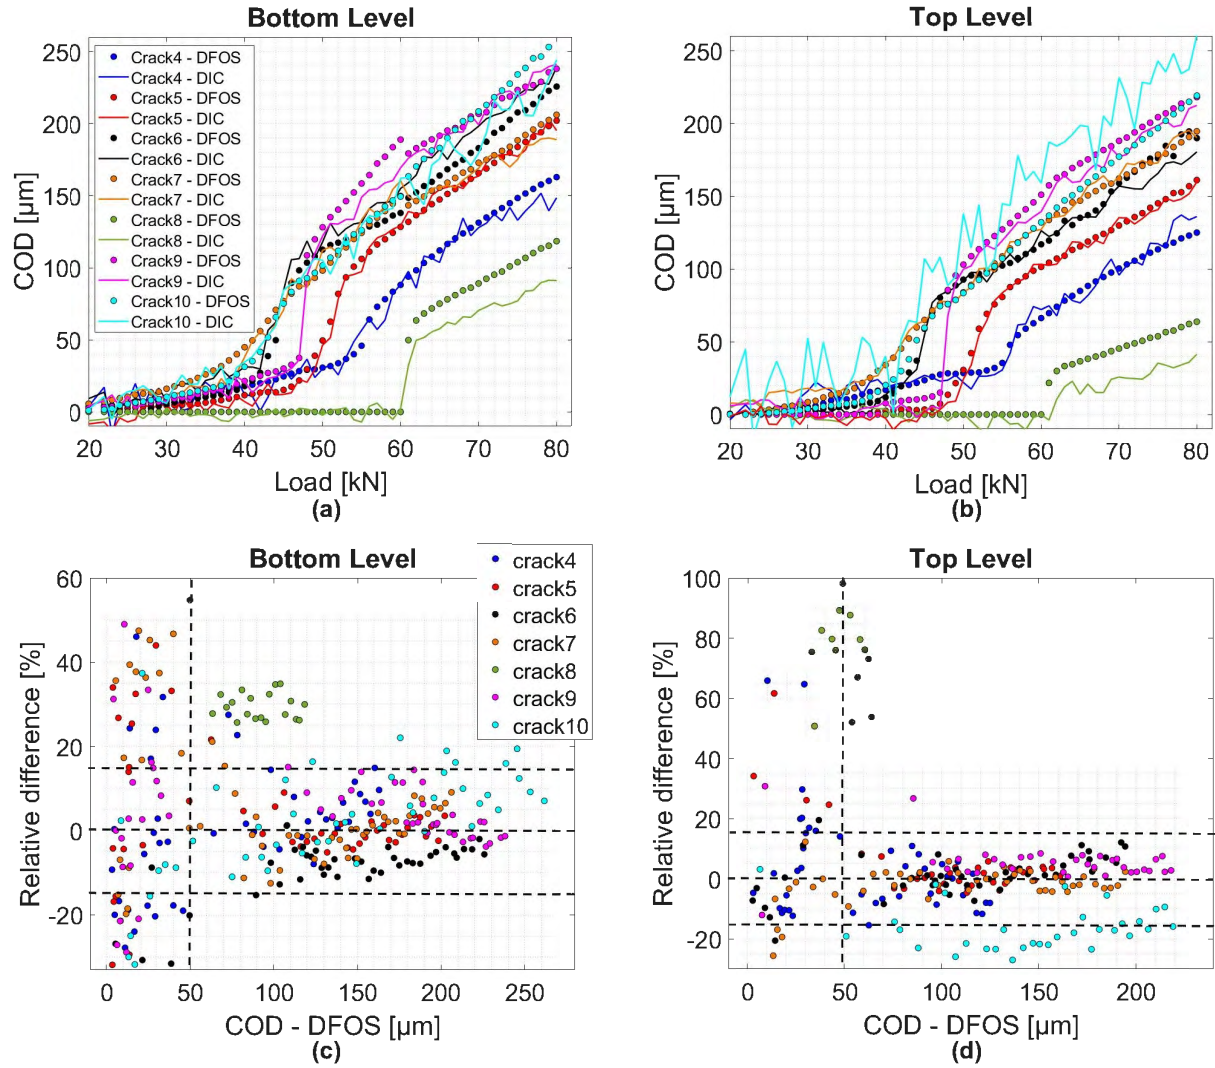 Bottom Level
COD [µm]
250
200
150
100
50
0
20
30
40
50
60
70
80
Load [kN]
(a)
Crack4 - DFOS
Crack4 - DIC
Crack5 - DFOS
Crack5 - DIC
Crack6 - DFOS
Crack6 - DIC
Crack7 - DFOS
Crack7 - DIC
Crack8 - DFOS
Crack8 - DIC
Crack9 - DFOS
Crack9 - DIC
Crack10 - DFOS
Crack10 - DIC
Top Level
COD [µm]
250
200
150
100
50
0
20
30
40
50
60
70
80
Load [kN]
(b)
Bottom Level
Relative difference [%]
60
40
20
0
-20
0
50
100
150
200
250
COD - DFOS [µm]
(c)
crack4
crack5
crack6
crack7
crack8
crack9
crack10
Top Level
Relative difference [%]
100
80
60
40
20
0
-20
0
50
100
150
200
COD - DFOS [µm]
(d)